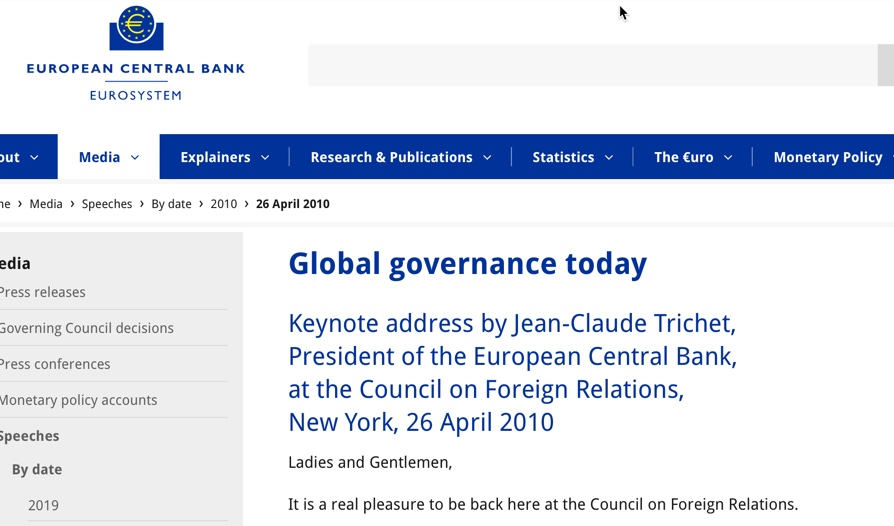 EUROPEAN CENTRAL BANK
EUROSYSTEM
out Media Explainers Research & Publications Statistics The €uro Monetary Policy
me › Media › Speeches › By date › 2010 › 26 April 2010
edia
Press releases
Governing Council decisions
Press conferences
Monetary policy accounts
Speeches
By date
2019
Global governance today
Keynote address by Jean-Claude Trichet,
President of the European Central Bank,
at the Council on Foreign Relations,
New York, 26 April 2010
Ladies and Gentlemen,
It is a real pleasure to be back here at the Council on Foreign Relations.